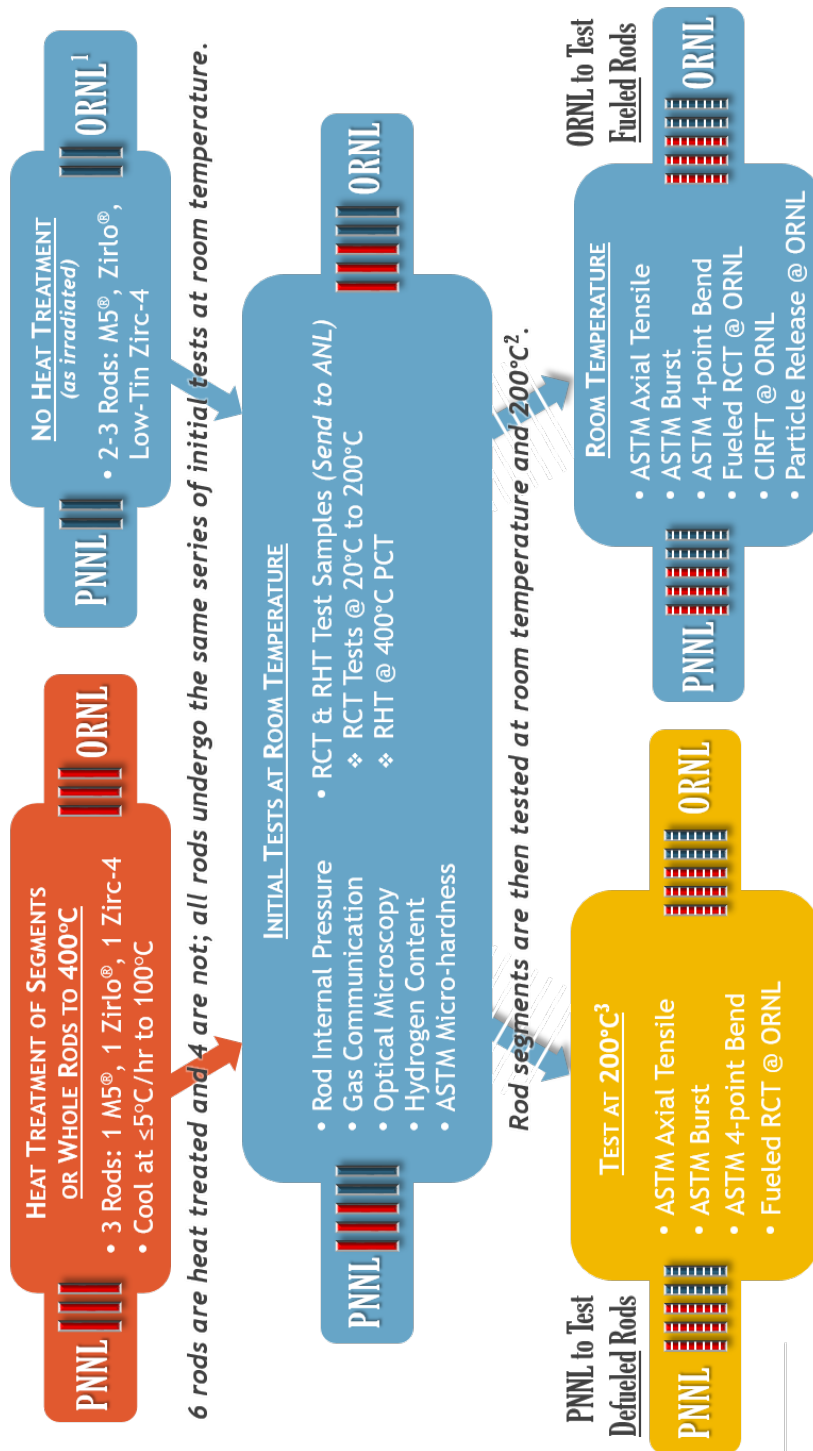 HEAT TREATMENT OF SEGMENTS
OR WHOLE RODS TO 400°C
PNNL
• 3 Rods: 1 M5®, 1 Zirlo®, 1 Zirc-4
• Cool at ≤5°C/hr to 100°C
ORNL
NO HEAT TREATMENT
(as irradiated)
PNNL
• 2-3 Rods: M5®, Zirlo®,
Low-Tin Zirc-4
ORNL¹
6 rods are heat treated and 4 are not; all rods undergo the same series of initial tests at room temperature.
INITIAL TESTS AT ROOM TEMPERATURE
PNNL
• Rod Internal Pressure
• Gas Communication
• Optical Microscopy
• Hydrogen Content
• ASTM Micro-hardness
• RCT & RHT Test Samples (Send to ANL)
❖ RCT Tests @ 20°C to 200°C
❖ RHT @ 400°C PCT
ORNL
Rod segments are then tested at room temperature and 200°C².
PNNL to Test
Defueled Rods
PNNL
TEST AT 200°C³
• ASTM Axial Tensile
• ASTM Burst
• ASTM 4-point Bend
• Fueled RCT @ ORNL
ORNL
PNNL
ROOM TEMPERATURE
• ASTM Axial Tensile
• ASTM Burst
• ASTM 4-point Bend
• Fueled RCT @ ORNL
• CIRFT @ ORNL
• Particle Release @ ORNL
ORNL to Test
Fueled Rods
ORNL